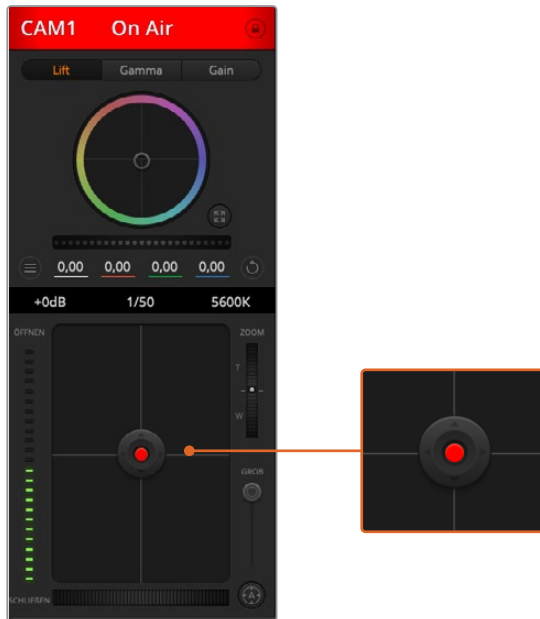 CAM1 On Air
Lift Gamma Gain
0,00 0,00 0,00 0,00
+0dB 1/50 5600K
ÖFFNEN ZOOM
T
W
GROB
SCHLIEßEN A